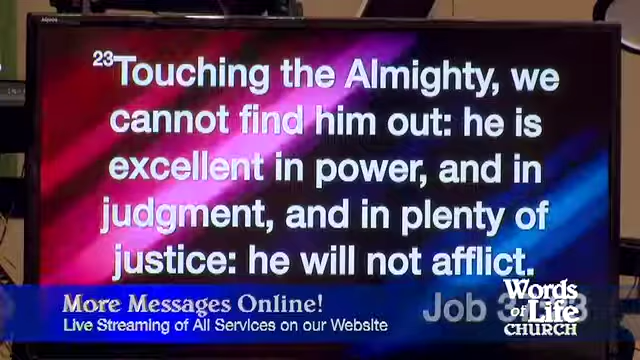 23Touching the Almighty, we
cannot find him out: he is
excellent in power, and in
judgment, and in plenty of
justice: he will not afflict.
More Messages Online!
Live Streaming of All Services on our Website
Job
Words
of Life
CHURCH